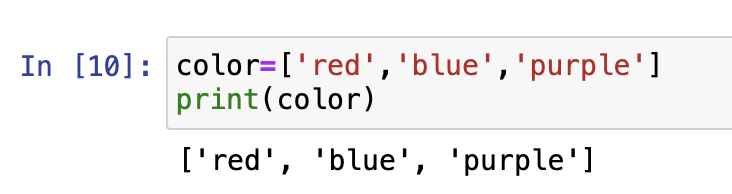 In [10]: color=['red','blue','purple']
print(color)
['red', 'blue', 'purple']